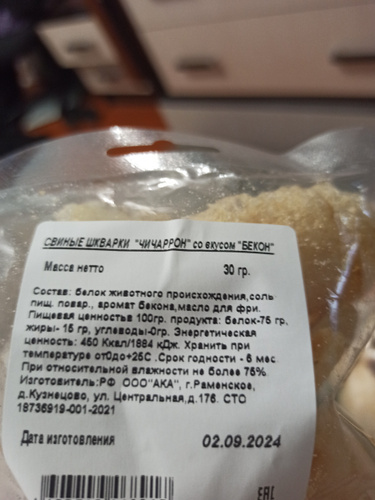 СВИНЫЕ ШКВАРКИ "ЧИЧАРРОН" со вкусом "БЕКОН"
Масса нетто 30 гр.
Состав: белок животного происхождения,соль
пищ. повар., аромат бекона,масло для фри.
Пищевая ценностьв 100гр. продукта: белок-75 гр,
жиры- 15 гр, углеводы-0гр. Энергетическая
ценность: 450 Ккал/1884 кДж. Хранить при
температуре от0до+25С .Срок годности - 6 мес.
При относительной влажности не более 75%.
Изготовитель:РФ ООО"АКА", г.Раменское,
д.Кузнецово, ул. Центральная,д.176. СТО
18736919-001-2021
Дата изготовления 02.09.2024
EAC